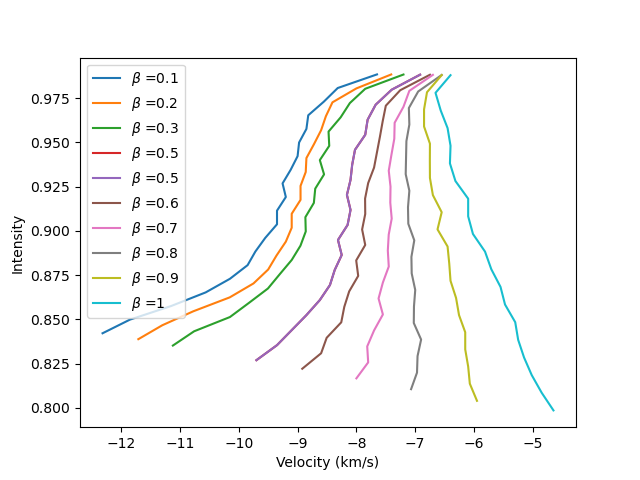 β =0.1
β =0.2
β =0.3
β =0.5
β =0.5
β =0.6
β =0.7
β =0.8
β =0.9
β =1
0.975
0.950
0.925
0.900
0.875
0.850
0.825
0.800
Intensity
−12 −11 −10 −9 −8 −7 −6 −5
Velocity (km/s)